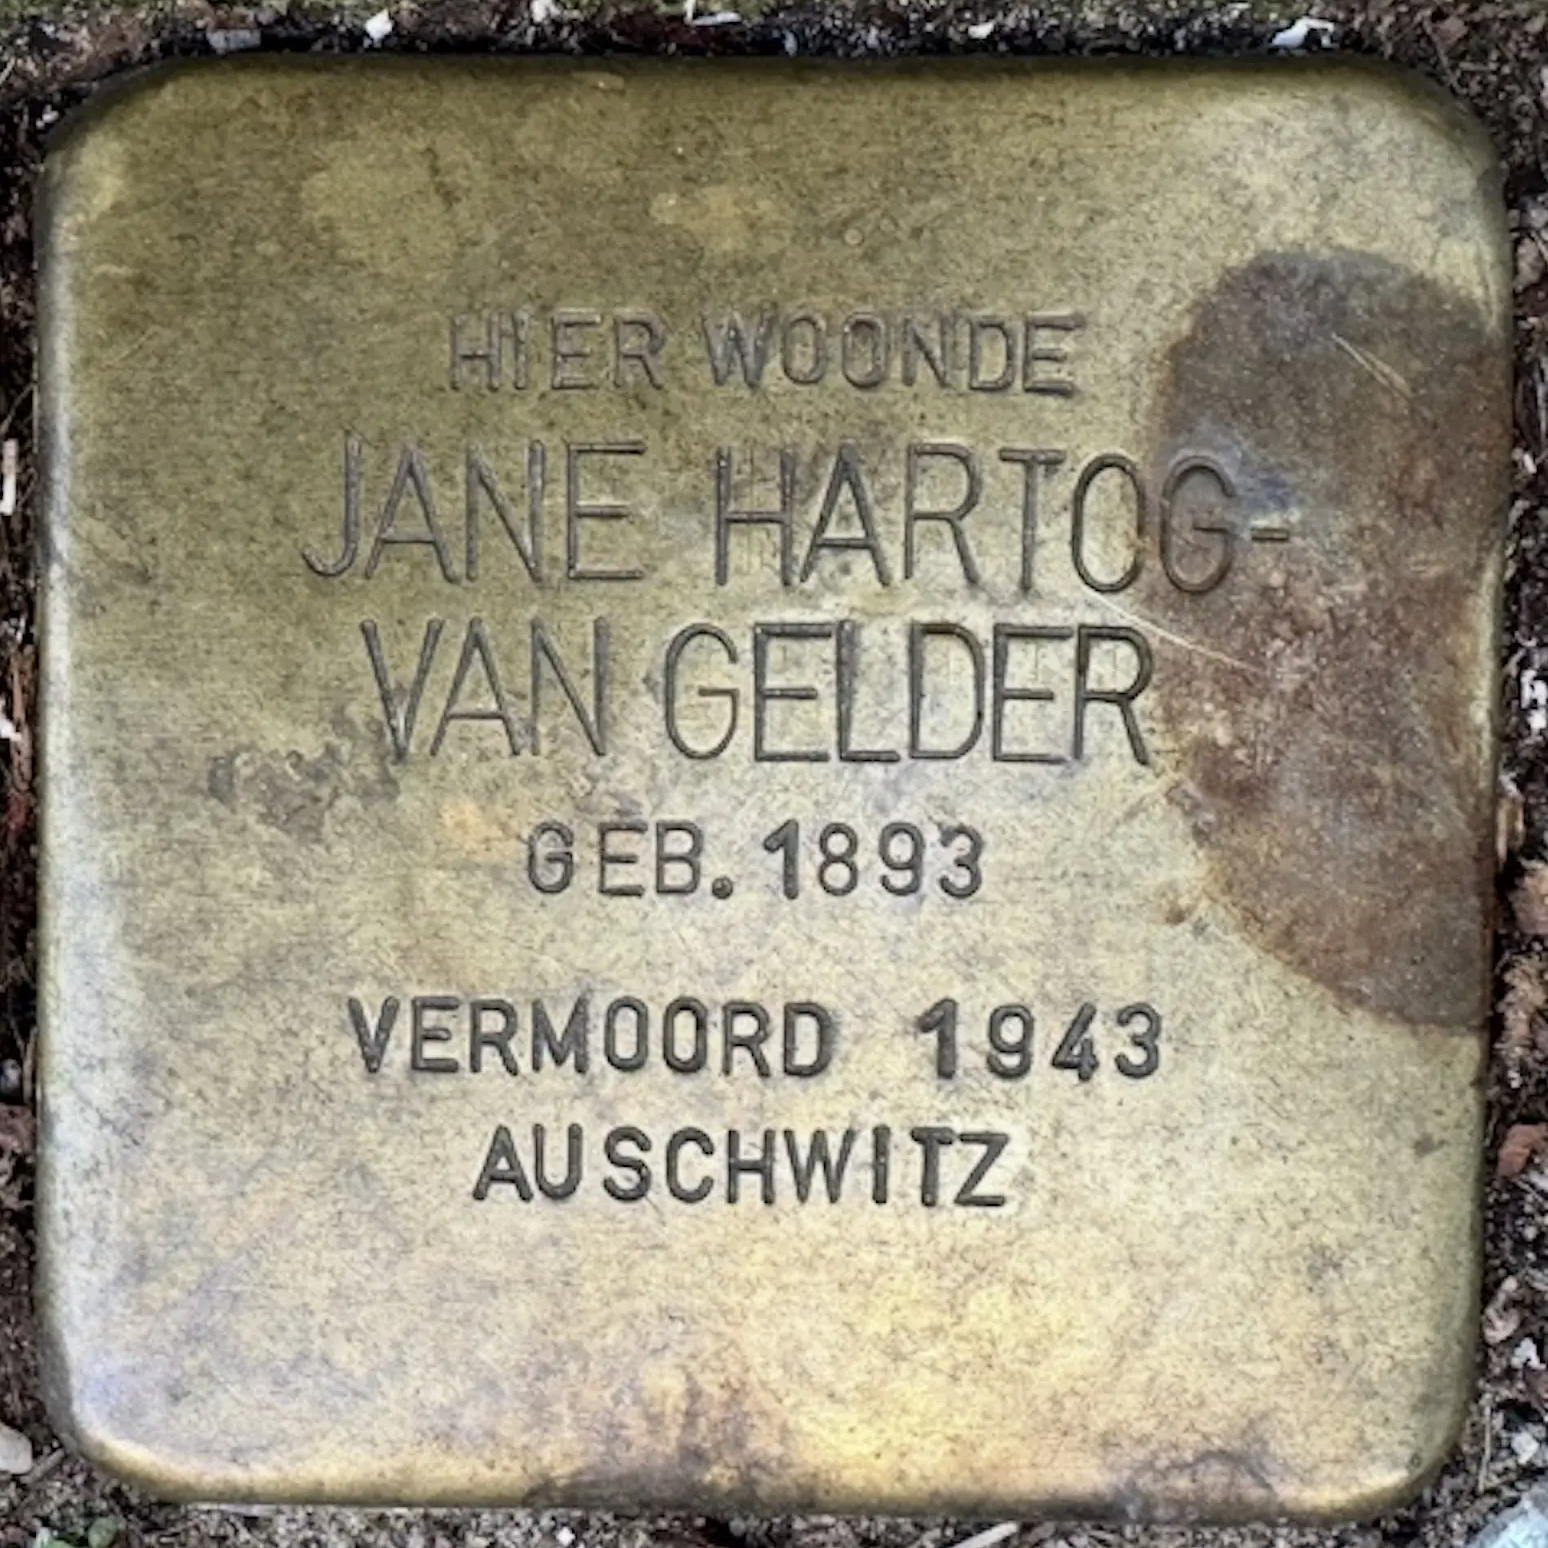 HIER WOONDE
JANE HARTOG-
VAN GELDER
GEB. 1893
VERMOORD 1943
AUSCHWITZ